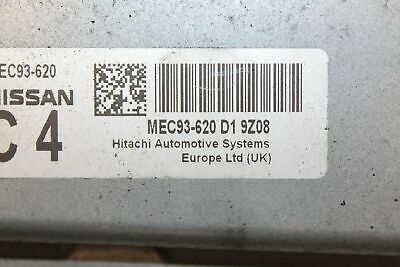 EC93-620
NISSAN
C 4
MEC93-620 D1 9Z08
Hitachi Automotive Systems
Europe Ltd (UK)